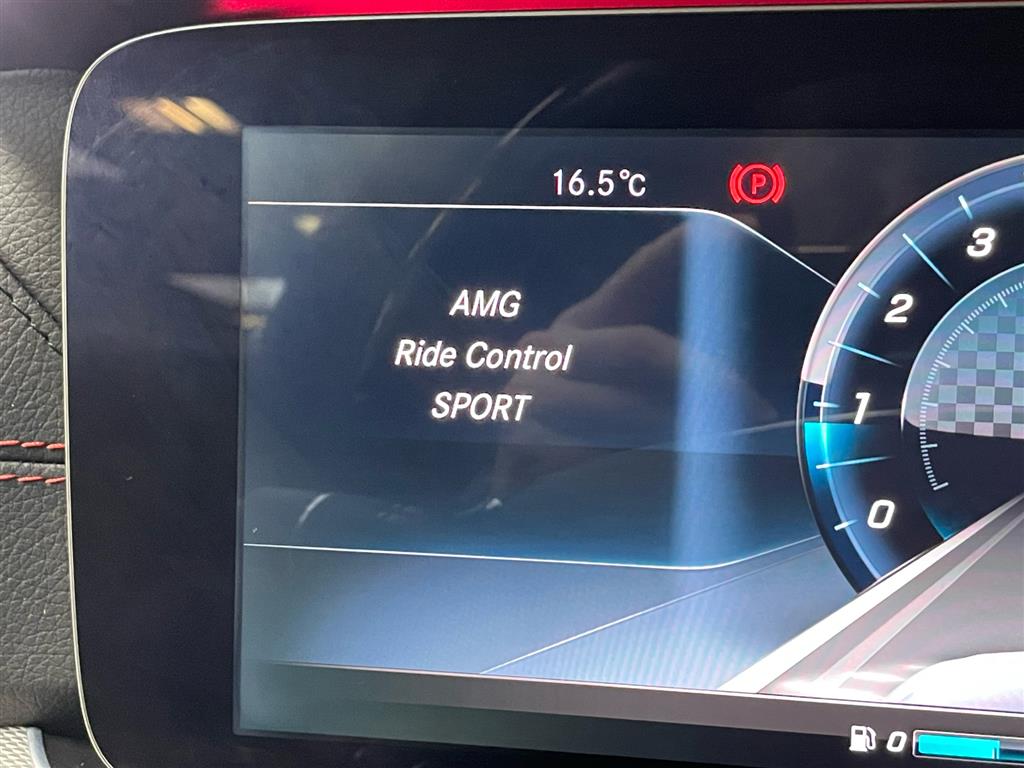 16.5°C
P
AMG
Ride Control
SPORT
3
2
1
0
0